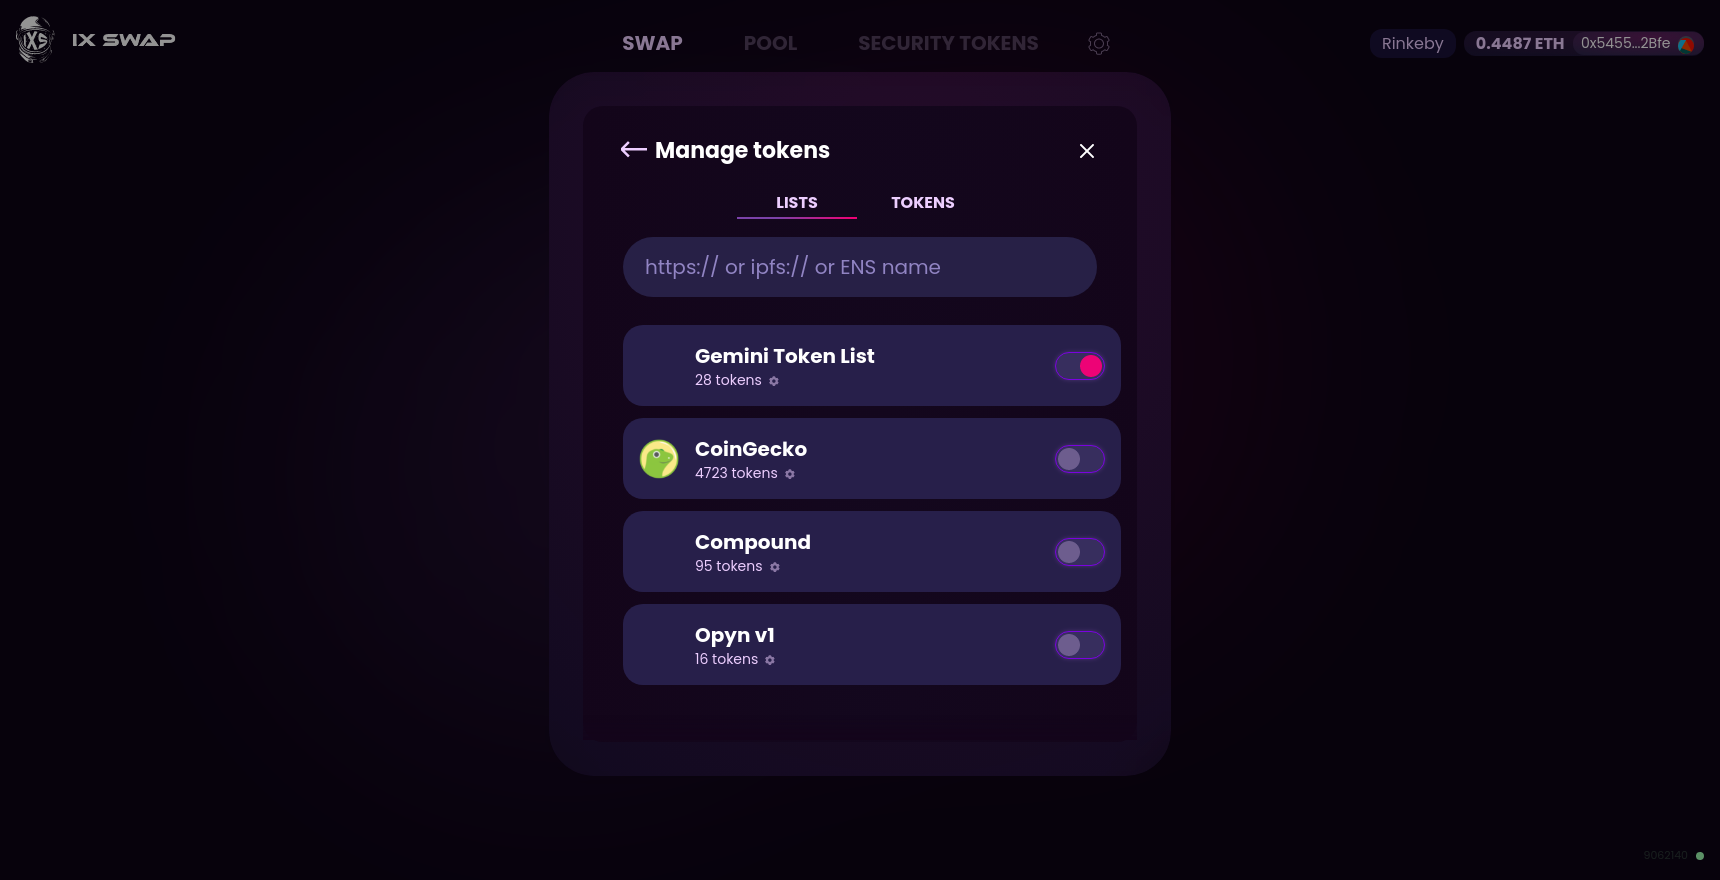 IXS
IX SWAP
SWAP
POOL
SECURITY TOKENS
Rinkeby
0.4487 ETH
0x5455...2Bfe
Manage tokens
LISTS
TOKENS
https:// or ipfs:// or ENS name
Gemini Token List
28 tokens
CoinGecko
4723 tokens
Compound
95 tokens
Opyn v1
16 tokens
9062140